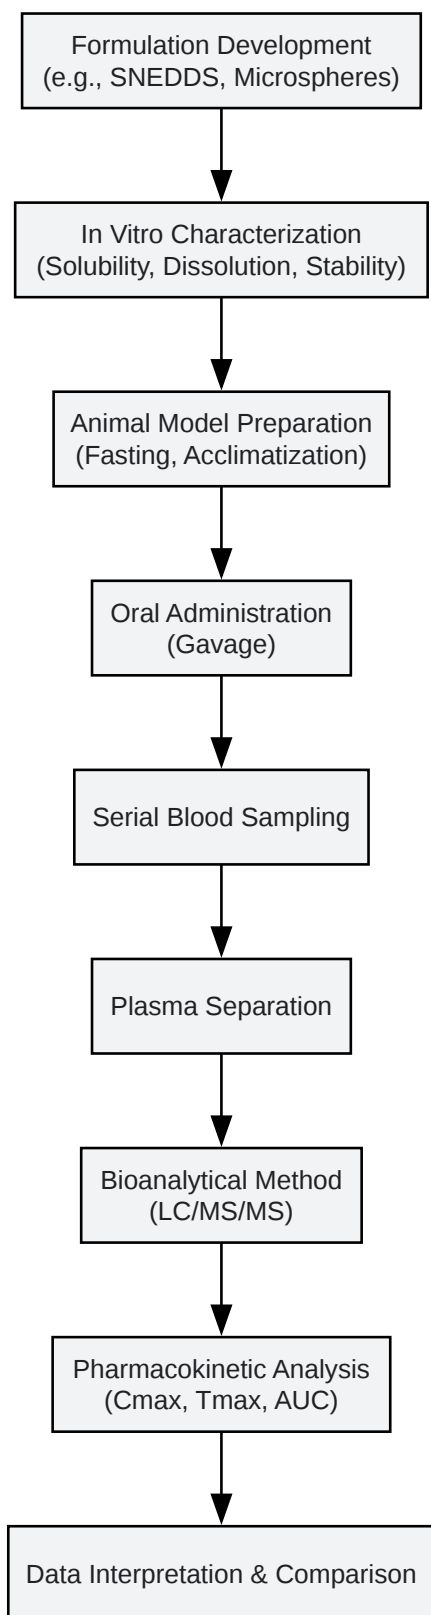 Formulation Development
(e.g., SNEDDS, Microspheres)
In Vitro Characterization
(Solubility, Dissolution, Stability)
Animal Model Preparation
(Fasting, Acclimatization)
Oral Administration
(Gavage)
Serial Blood Sampling
Plasma Separation
Bioanalytical Method
(LC/MS/MS)
Pharmacokinetic Analysis
(Cmax, Tmax, AUC)
Data Interpretation & Comparison